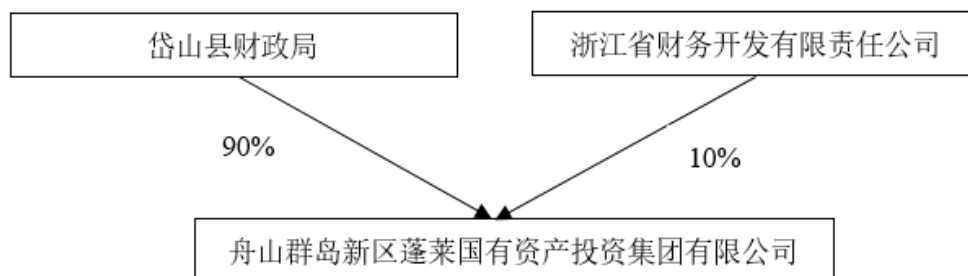 岱山县财政局
浙江省财务开发有限责任公司
90%
10%
舟山群岛新区蓬莱国有资产投资集团有限公司